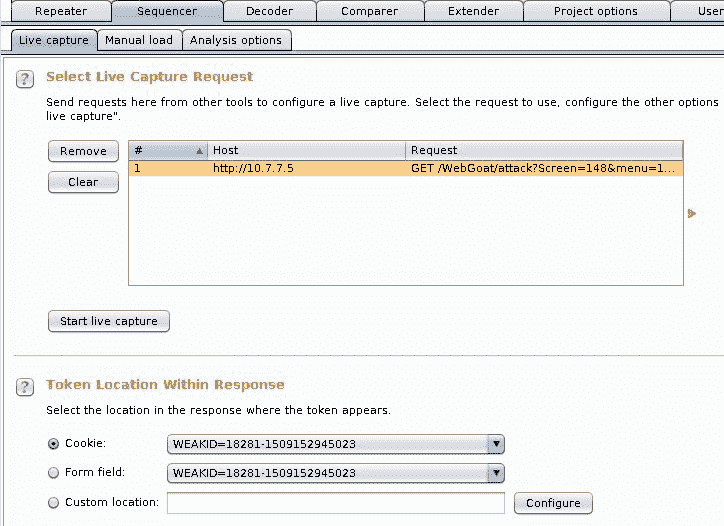 Repeater Sequencer Decoder Comparer Extender Project options User
Live capture Manual load Analysis options
? Select Live Capture Request
Send requests here from other tools to configure a live capture. Select the request to use, configure the other options
live capture".
Remove # Host Request
1 http://10.7.7.5 GET /WebGoat/attack?Screen=148&menu=1...
Clear
Start live capture
? Token Location Within Response
Select the location in the response where the token appears.
Cookie: WEAKID=18281-1509152945023
Form field: WEAKID=18281-1509152945023
Custom location: Configure